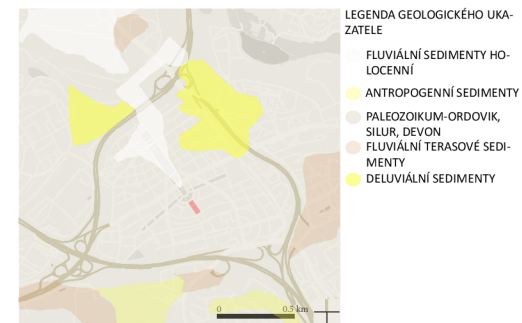 LEGENDA GEOLOGICKÉHO UKA-
ZATELE
FLUVIÁLNÍ SEDIMENTY HO-
LOCENNÍ
ANTROPOGENNÍ SEDIMENTY
PALEOZOIKUM-ORDOVIK,
SILUR, DEVON
FLUVIÁLNÍ TERASOVÉ SEDI-
MENTY
DELUVIÁLNÍ SEDIMENTY
0 0.5 km